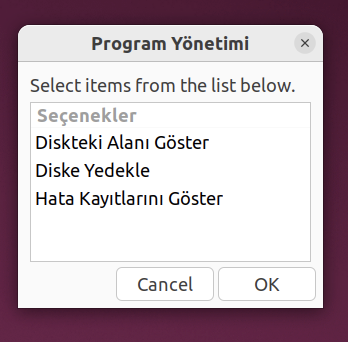 Program Yönetimi
Select items from the list below.
Seçenekler
Diskteki Alanı Göster
Diske Yedekle
Hata Kayıtlarını Göster
Cancel OK